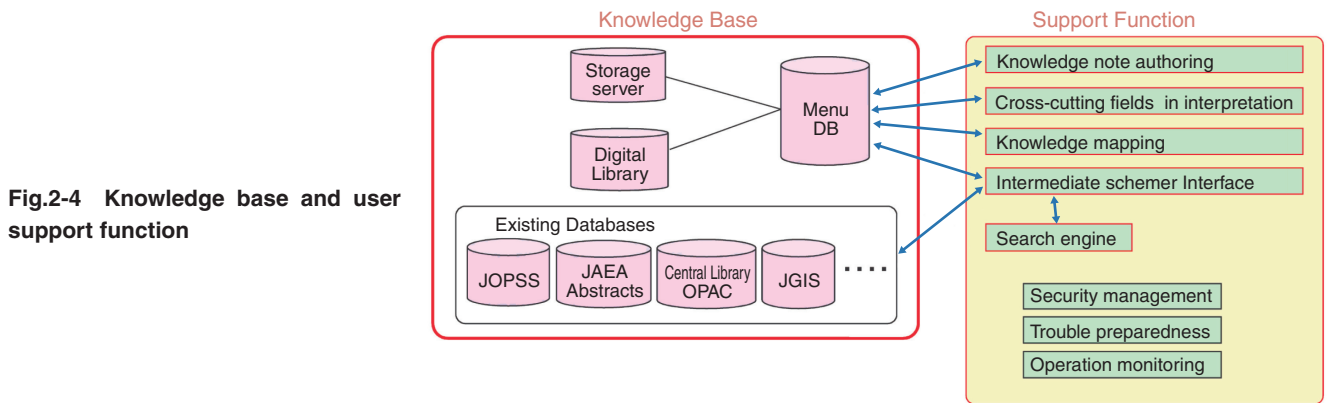 Fig.2-4 Knowledge base and user
support function
Knowledge Base
Storage
server
Digital
Library
Menu
DB
Existing Databases
JOPSS
JAEA
Abstracts
Central Library
OPAC
JGIS
....
Support Function
Knowledge note authoring
Cross-cutting fields in interpretation
Knowledge mapping
Intermediate schemer Interface
Search engine
Security management
Trouble preparedness
Operation monitoring